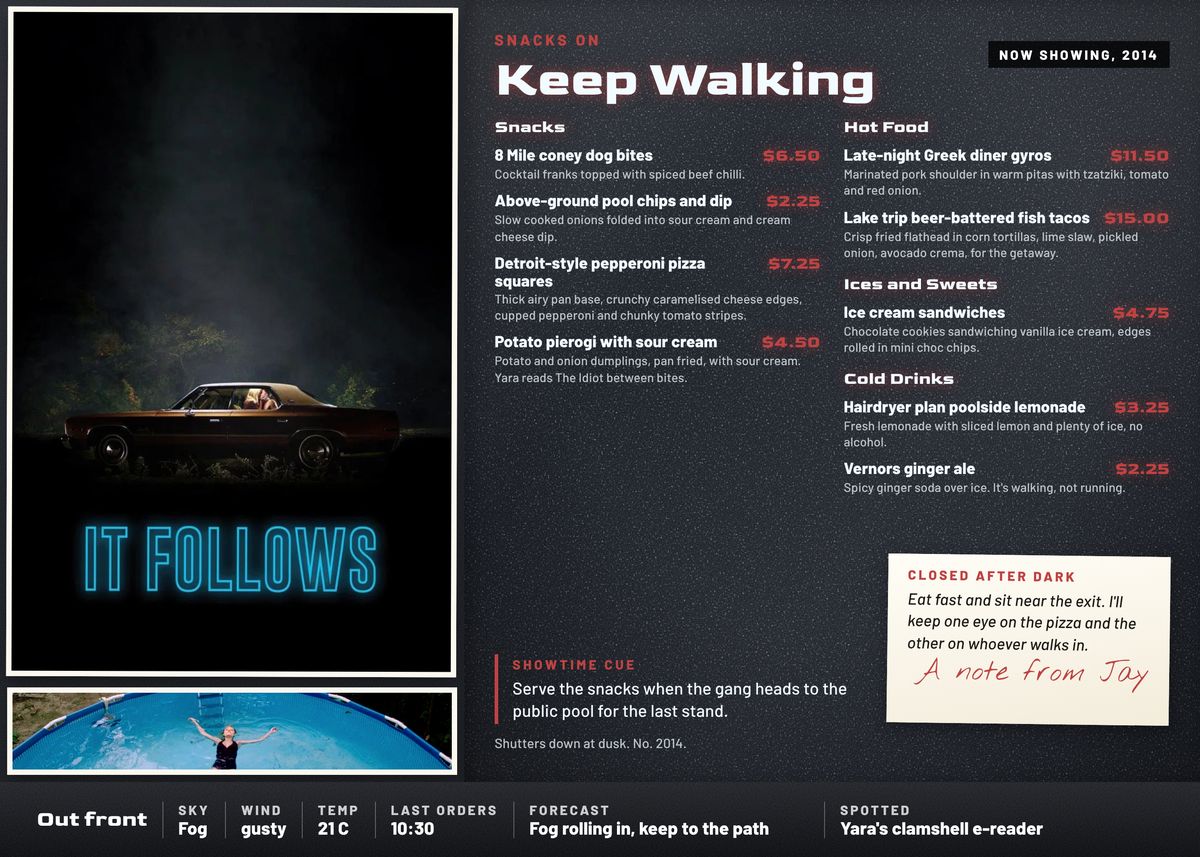 IT FOLLOWS
SNACKS ON
Keep Walking
NOW SHOWING, 2014
Snacks
8 Mile coney dog bites $6.50
Cocktail franks topped with spiced beef chilli.
Above-ground pool chips and dip $2.25
Slow cooked onions folded into sour cream and cream
cheese dip.
Detroit-style pepperoni pizza $7.25
squares
Thick airy pan base, crunchy caramelised cheese edges,
cupped pepperoni and chunky tomato stripes.
Potato pierogi with sour cream $4.50
Potato and onion dumplings, pan fried, with sour cream.
Yara reads The Idiot between bites.
Hot Food
Late-night Greek diner gyros $11.50
Marinated pork shoulder in warm pitas with tzatziki, tomato
and red onion.
Lake trip beer-battered fish tacos $15.00
Crisp fried flathead in corn tortillas, lime slaw, pickled
onion, avocado crema, for the getaway.
Ices and Sweets
Ice cream sandwiches $4.75
Chocolate cookies sandwiching vanilla ice cream, edges
rolled in mini choc chips.
Cold Drinks
Hairdryer plan poolside lemonade $3.25
Fresh lemonade with sliced lemon and plenty of ice, no
alcohol.
Vernors ginger ale $2.25
Spicy ginger soda over ice. It's walking, not running.
CLOSED AFTER DARK
Eat fast and sit near the exit. I'll
keep one eye on the pizza and the
other on whoever walks in.
A note from Jay
SHOWTIME CUE
Serve the snacks when the gang heads to the
public pool for the last stand.
Shutters down at dusk. No. 2014.
Out front
SKY
Fog
WIND
gusty
TEMP
21 C
LAST ORDERS
10:30
FORECAST
Fog rolling in, keep to the path
SPOTTED
Yara's clamshell e-reader